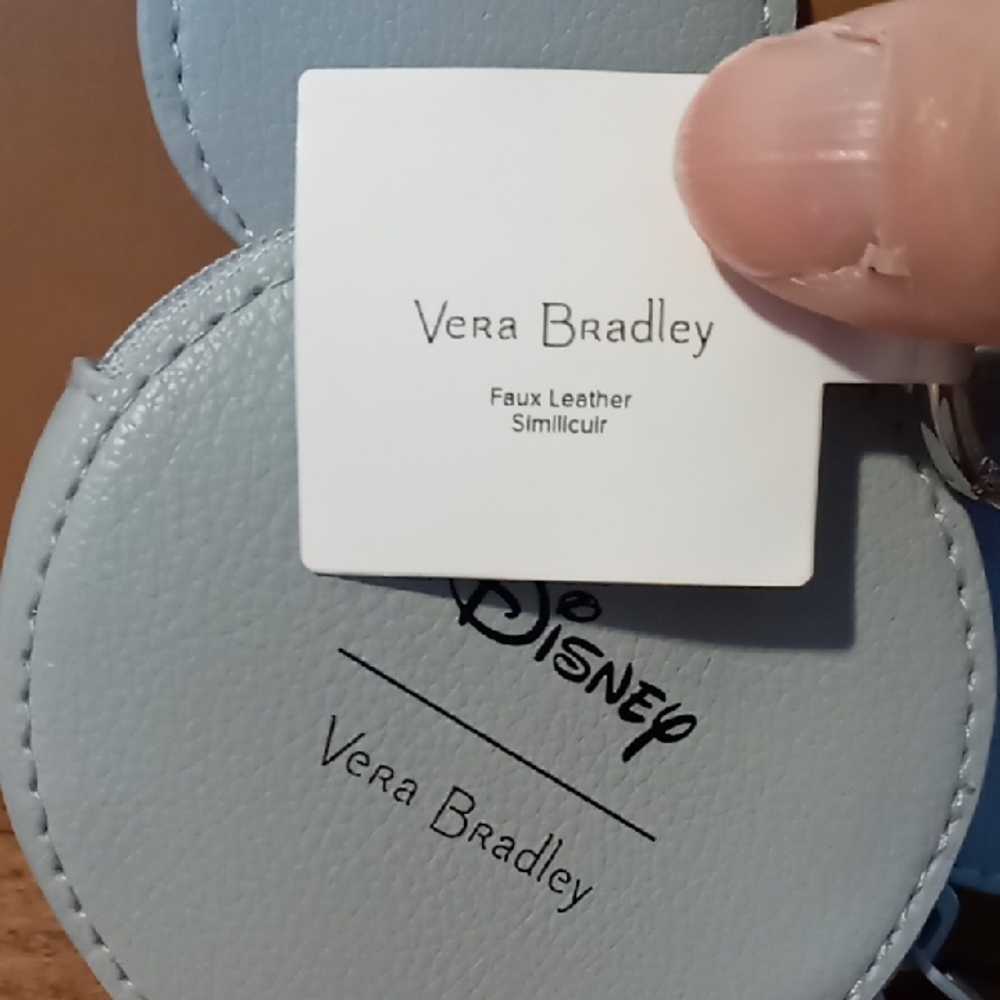 Vera Bradley
Faux Leather
Similicuir
Disney
Vera Bradley